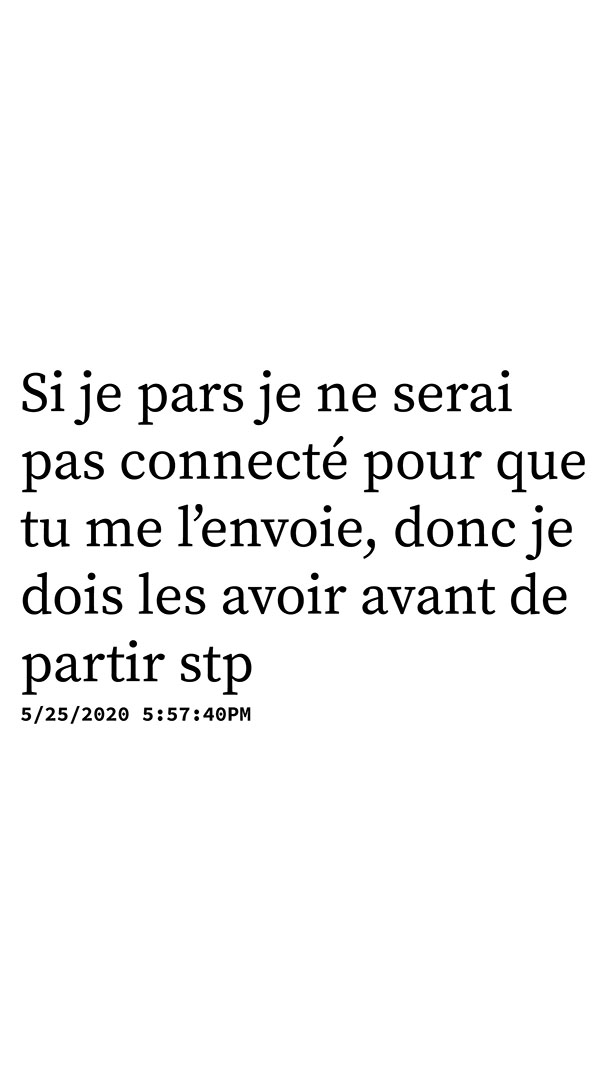 Si je pars je ne serai
pas connecté pour que
tu me l’envoie, donc je
dois les avoir avant de
partir stp
5/25/2020 5:57:40PM